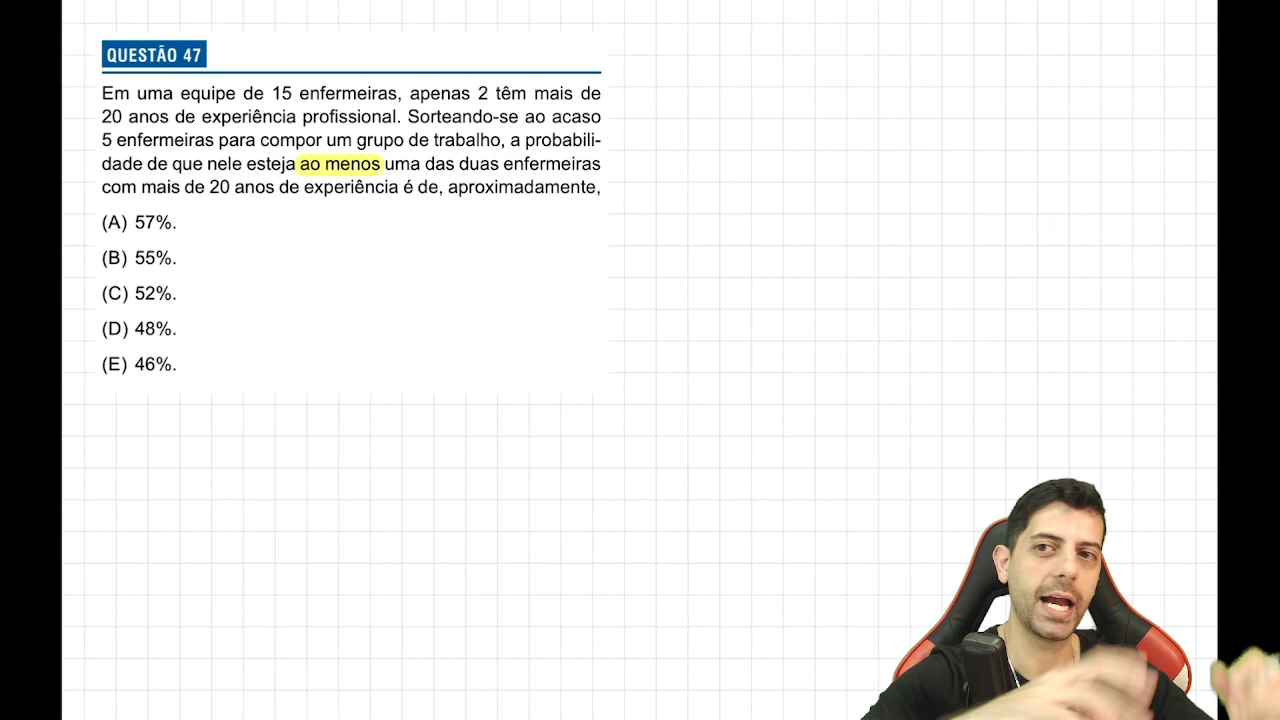 QUESTÃO 47
Em uma equipe de 15 enfermeiras, apenas 2 têm mais de
20 anos de experiência profissional. Sorteando-se ao acaso
5 enfermeiras para compor um grupo de trabalho, a probabili-
dade de que nele esteja ao menos uma das duas enfermeiras
com mais de 20 anos de experiência é de, aproximadamente,
(A) 57%.
(B) 55%.
(C) 52%.
(D) 48%.
(E) 46%.